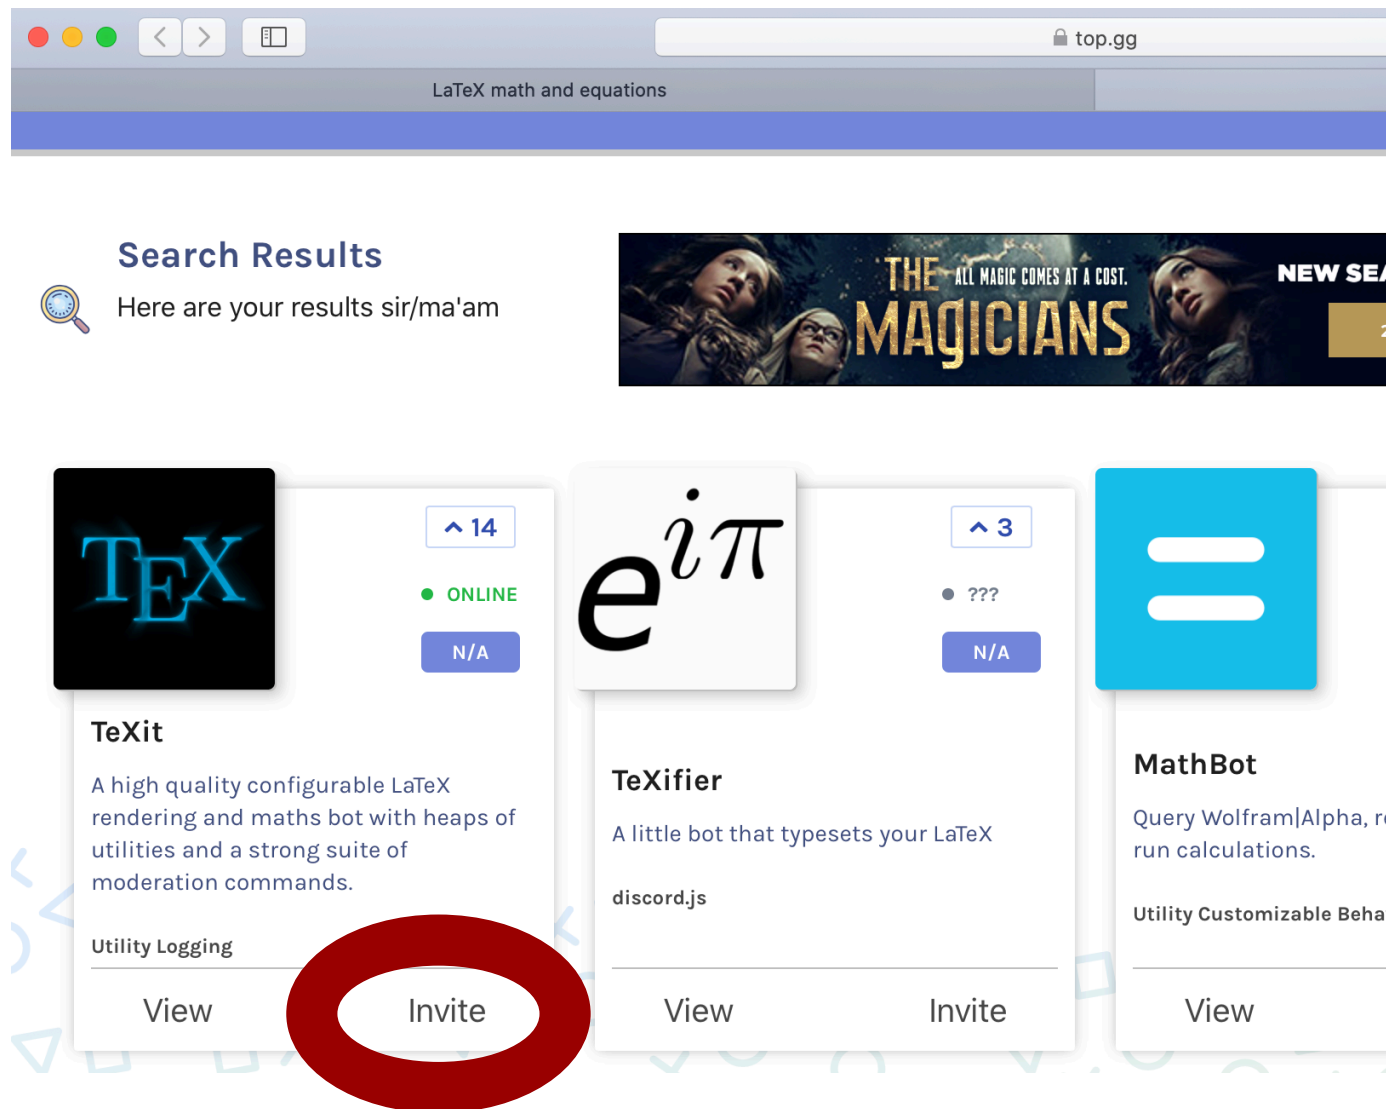 top.gg
LaTeX math and equations
Search Results
Here are your results sir/ma'am
THE
ALL MAGIC COMES AT A COST.
MAGICIANS
NEW SEA
2
TEX
14
ONLINE
N/A
TeXit
A high quality configurable LaTeX
rendering and maths bot with heaps of
utilities and a strong suite of
moderation commands.
Utility Logging
View
Invite
e^{iπ}
3
???
N/A
TeXifier
A little bot that typesets your LaTeX
discord.js
View
Invite
MathBot
Query Wolfram|Alpha, re
run calculations.
Utility Customizable Beha
View